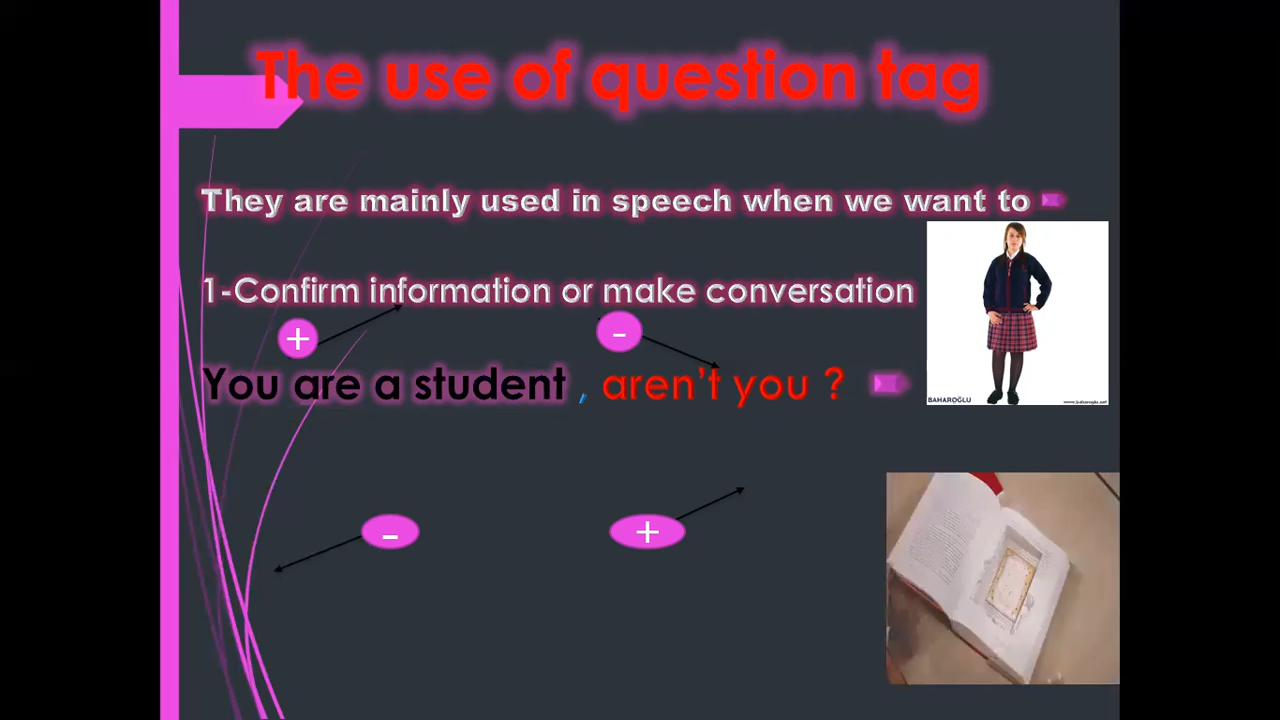 The use of question tag
They are mainly used in speech when we want to
1-Confirm information or make conversation
+ -
You are a student , aren't you ?
BAHAROĞLU
- +